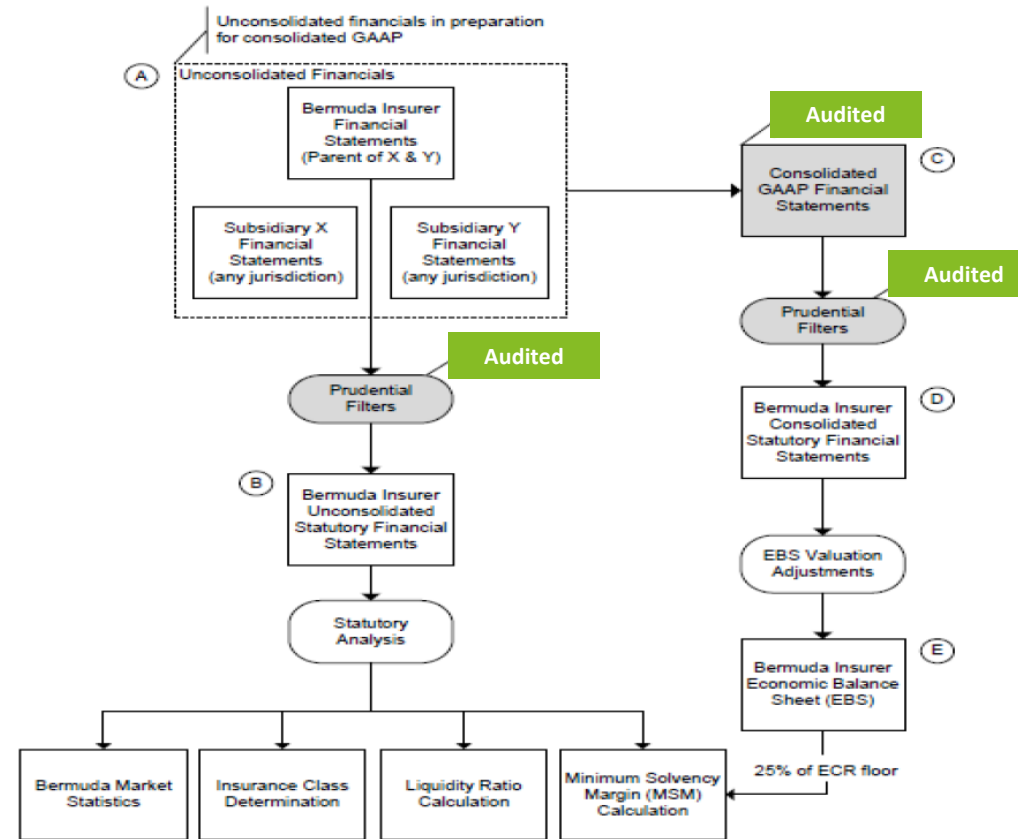 Unconsolidated financials in preparation
for consolidated GAAP
A
Unconsolidated Financials
Bermuda Insurer
Financial
Statements
(Parent of X & Y)
Subsidiary X
Financial
Statements
(any jurisdiction)
Subsidiary Y
Financial
Statements
(any jurisdiction)
Audited
C
Consolidated
GAAP Financial
Statements
Audited
Prudential
Filters
Audited
Prudential
Filters
D
Bermuda Insurer
Consolidated
Statutory Financial
Statements
B
Bermuda Insurer
Unconsolidated
Statutory Financial
Statements
EBS Valuation
Adjustments
Statutory
Analysis
E
Bermuda Insurer
Economic Balance
Sheet (EBS)
25% of ECR floor
Bermuda Market
Statistics
Insurance Class
Determination
Liquidity Ratio
Calculation
Minimum Solvency
Margin (MSM)
Calculation